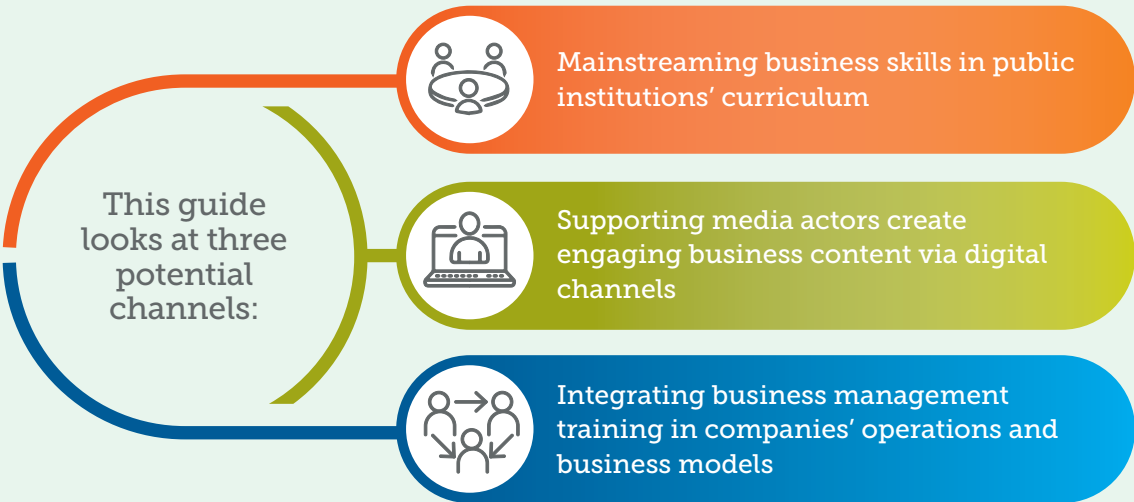 This guide
looks at three
potential
channels:
Mainstreaming business skills in public
institutions’ curriculum
Supporting media actors create
engaging business content via digital
channels
Integrating business management
training in companies’ operations and
business models